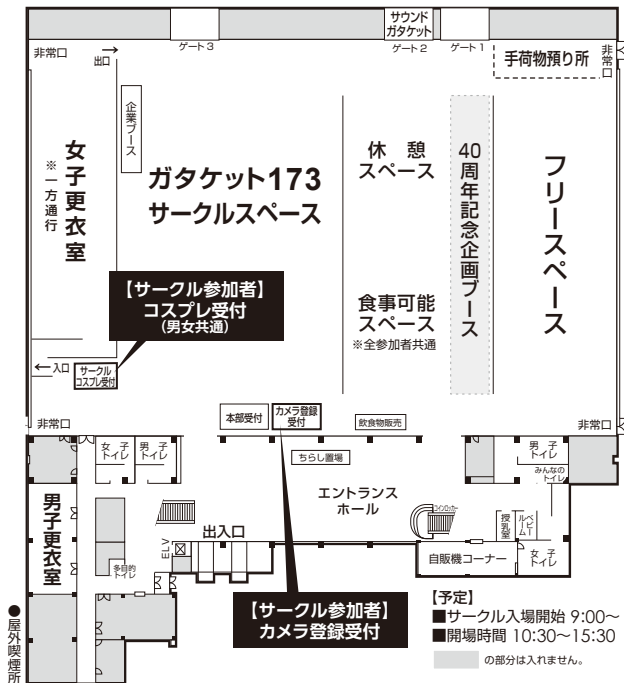 サウンド
ガタケット
ゲート3
ゲート2
ゲート1
非常口
→
出口
手荷物預り所
非常口
企業ブース
女子更衣室
※一方通行
ガタケット173
サークルスペース
休憩
スペース
40周年記念企画ブース
フリースペース
食事可能
スペース
※全参加者共通
【サークル参加者】
コスプレ受付
(男女共通)
←入口
サークル
コスプレ受付
本部受付
カメラ登録
受付
飲食物販売
非常口
非常口
女子
トイレ
男子
トイレ
ちらし置場
男子
トイレ
みんなの
トイレ
エントランス
ホール
コインロッカー
男子更衣室
出入口
ELV
授乳室
ベビー
ルーム
多目的
トイレ
自販機コーナー
女子
トイレ
【サークル参加者】
カメラ登録受付
●屋外喫煙所
【予定】
■サークル入場開始 9:00〜
■開場時間 10:30〜15:30
の部分は入れません。